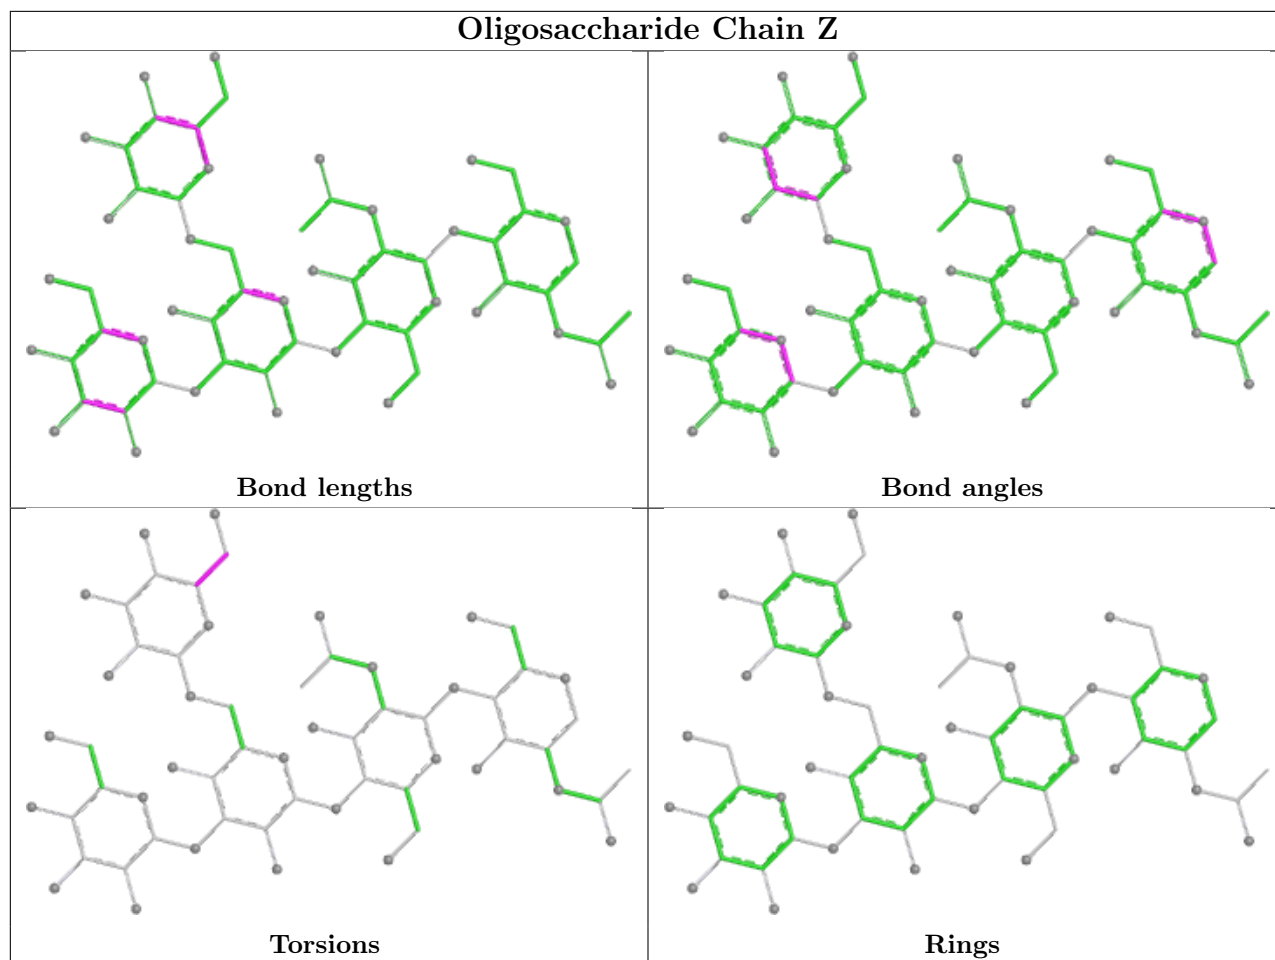 Oligosaccharide Chain Z
Bond lengths
Bond angles
Torsions
Rings